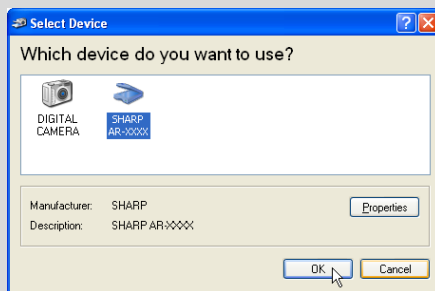 Select Device
Which device do you want to use?
DIGITAL
CAMERA
SHARP
AR-XXXX
Manufacturer: SHARP
Properties
Description: SHARP AR-XXXX
OK
Cancel